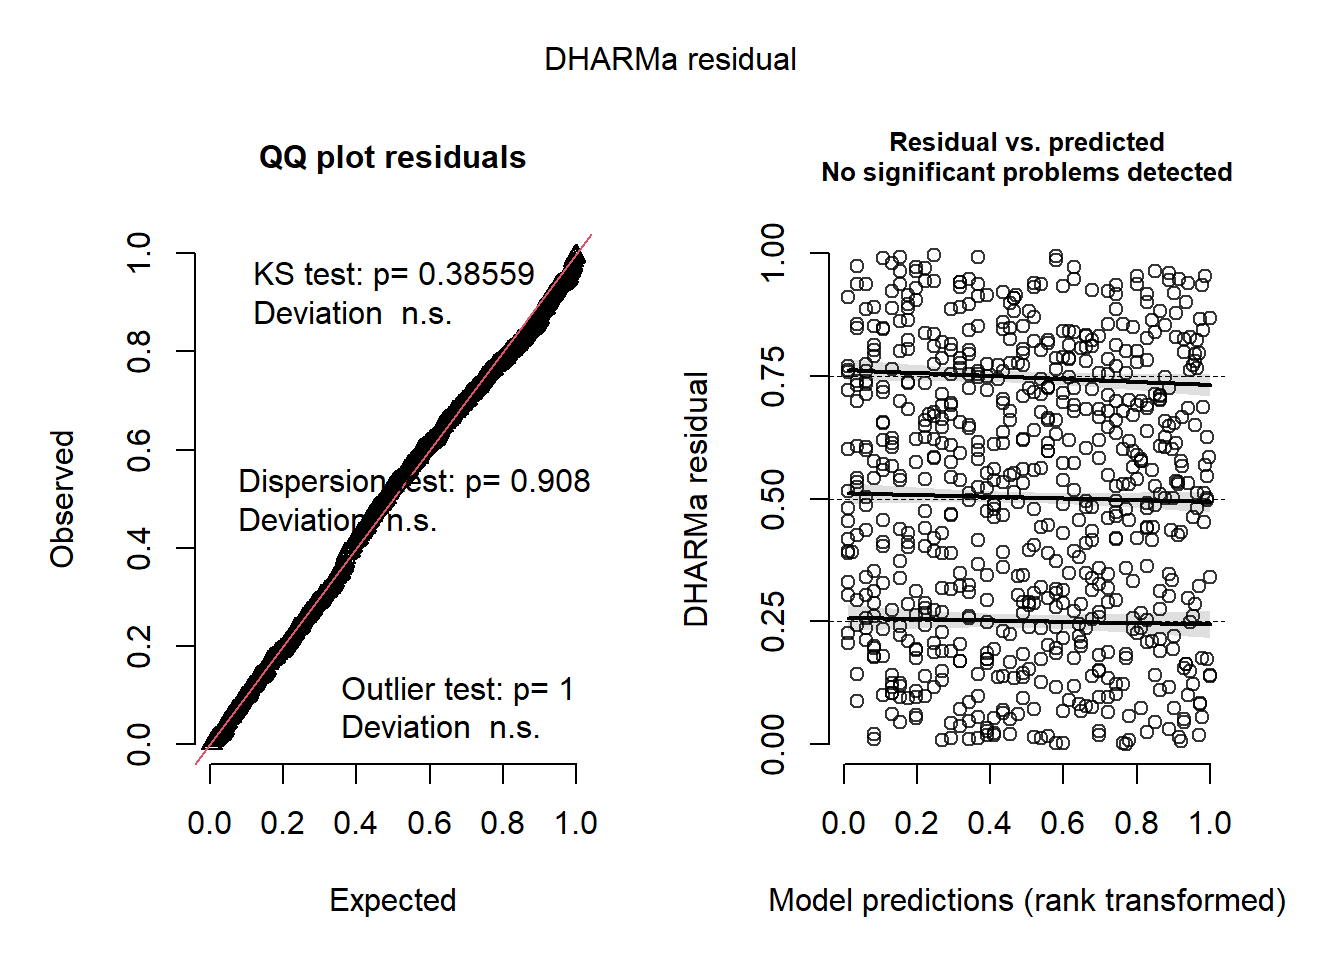 DHARMa residual
QQ plot residuals
KS test: p= 0.38559
Deviation  n.s.
Dispersion test: p= 0.908
Deviation  n.s.
Outlier test: p= 1
Deviation  n.s.
Observed
0.0 0.2 0.4 0.6 0.8 1.0
0.0 0.2 0.4 0.6 0.8 1.0
Expected
Residual vs. predicted
No significant problems detected
DHARMa residual
0.00 0.25 0.50 0.75 1.00
0.0 0.2 0.4 0.6 0.8 1.0
Model predictions (rank transformed)